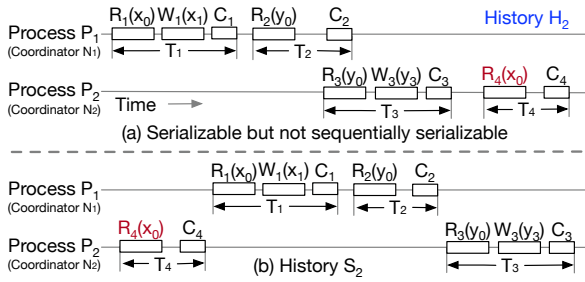 R₁(x₀) W₁(x₁) C₁ R₂(y₀) C₂ History H₂
Process P₁
(Coordinator N₁)
T₁ T₂
R₃(y₀) W₃(y₃) C₃ R₄(x₀) C₄
Process P₂
(Coordinator N₂)
Time
T₃ T₄
(a) Serializable but not sequentially serializable
R₁(x₀) W₁(x₁) C₁ R₂(y₀) C₂
Process P₁
(Coordinator N₁)
T₁ T₂
R₄(x₀) C₄ R₃(y₀) W₃(y₃) C₃
Process P₂
(Coordinator N₂)
T₄ (b) History S₂ T₃